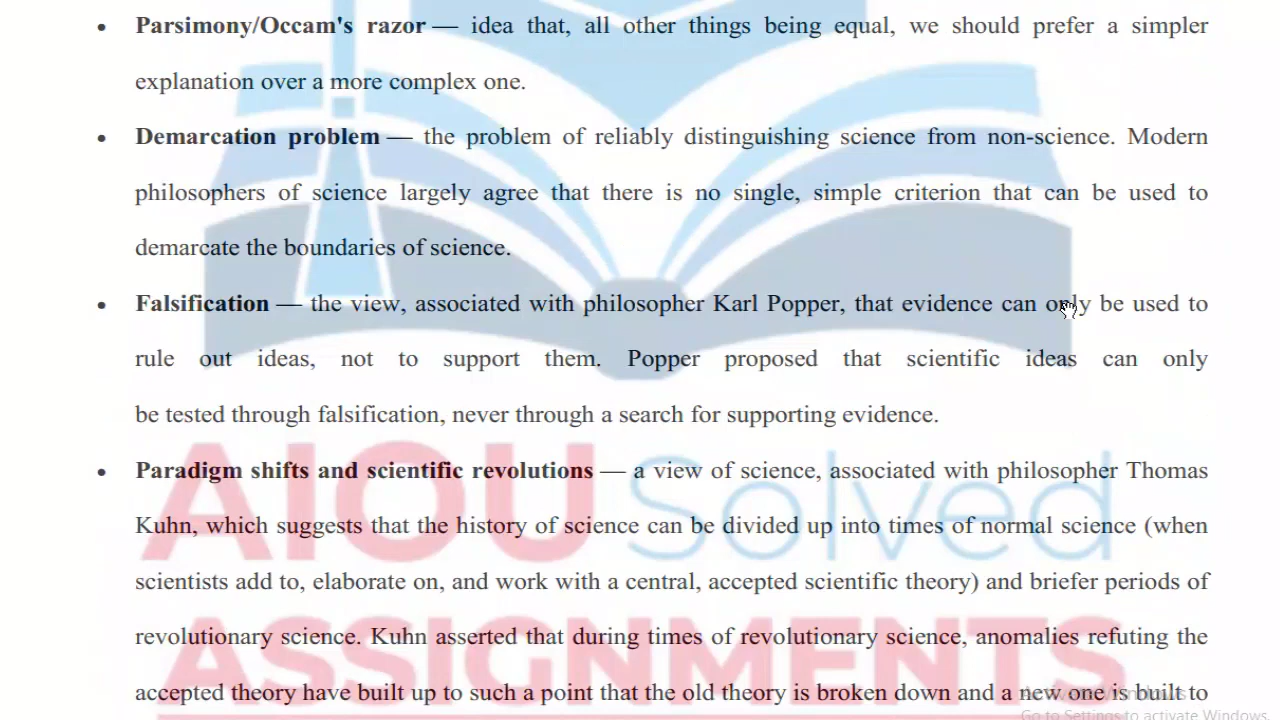 • Parsimony/Occam's razor — idea that, all other things being equal, we should prefer a simpler
explanation over a more complex one.
• Demarcation problem — the problem of reliably distinguishing science from non-science. Modern
philosophers of science largely agree that there is no single, simple criterion that can be used to
demarcate the boundaries of science.
• Falsification — the view, associated with philosopher Karl Popper, that evidence can only be used to
rule out ideas, not to support them. Popper proposed that scientific ideas can only
be tested through falsification, never through a search for supporting evidence.
• Paradigm shifts and scientific revolutions — a view of science, associated with philosopher Thomas
Kuhn, which suggests that the history of science can be divided up into times of normal science (when
scientists add to, elaborate on, and work with a central, accepted scientific theory) and briefer periods of
revolutionary science. Kuhn asserted that during times of revolutionary science, anomalies refuting the
accepted theory have built up to such a point that the old theory is broken down and a new one is built to
AIOU Solved
ASSIGNMENTS
Activate Windows
Go to Settings to activate Windows.